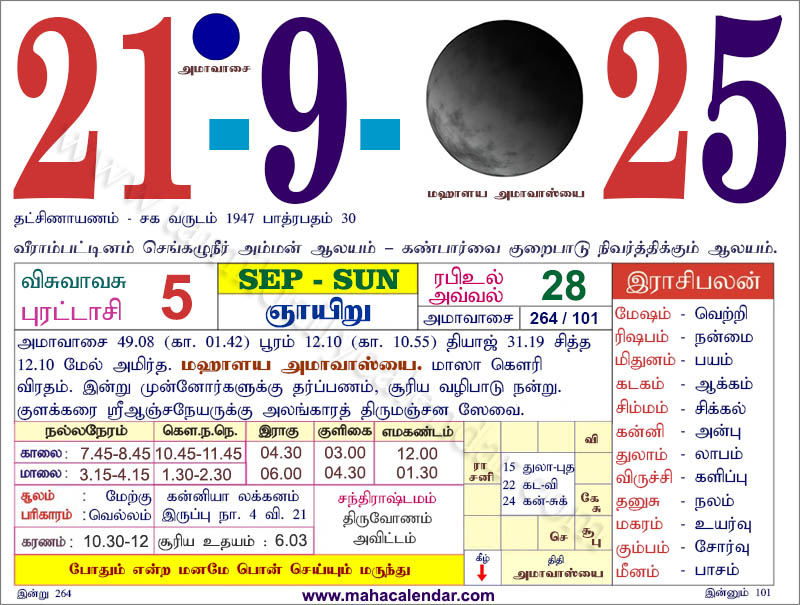 21-9-25
அமாவாசை
மஹாளய அமாவாஸ்யை
தட்சிணாயணம் - சக வருடம் 1947 பாத்ரபதம் 30
வீராம்பட்டினம் செங்கழுநீர் அம்மன் ஆலயம் – கண்பார்வை குறைபாடு நிவர்த்திக்கும் ஆலயம்.
விசுவாவசு
புரட்டாசி 5
SEP - SUN
ஞாயிறு
ரபிஉல் அவ்வல் 28
அமாவாசை 264 / 101
அமாவாசை 49.08 (கா. 01.42) பூரம் 12.10 (கா. 10.55) தியாஜ் 31.19 சித்த
12.10 மேல் அமிர்த. மஹாளய அமாவாஸ்யை. மாஸா கௌரி
விரதம். இன்று முன்னோர்களுக்கு தர்ப்பணம், சூரிய வழிபாடு நன்று.
குளக்கரை ஸ்ரீஆஞ்சநேயருக்கு அலங்காரத் திருமஞ்சன ஸேவை.
நல்லநேரம் கௌ.ந.நெ. இராகு குளிகை எமகண்டம்
காலை : 7.45-8.45 10.45-11.45 04.30 03.00 12.00
மாலை : 3.15-4.15 1.30-2.30 06.00 04.30 01.30
சூலம் : மேற்கு
பரிகாரம் : வெல்லம்
கன்னியா லக்கனம்
இருப்பு நா. 4 வி. 21
கரணம் : 10.30-12 சூரிய உதயம் : 6.03
சந்திராஷ்டமம்
திருவோணம்
அவிட்டம்
வி
ரா
சனி
15 துலா-புத
22 கட-வி
24 கன்-சுக்
கே
சு
செ
சூ
பு
கீழ்
திதி
அமாவாஸ்யை
போதும் என்ற மனமே பொன் செய்யும் மருந்து
இராசிபலன்
மேஷம் - வெற்றி
ரிஷபம் - நன்மை
மிதுனம் - பயம்
கடகம் - ஆக்கம்
சிம்மம் - சிக்கல்
கன்னி - அன்பு
துலாம் - லாபம்
விருச்சி - களிப்பு
தனுசு - நலம்
மகரம் - உயர்வு
கும்பம் - சோர்வு
மீனம் - பாசம்
இன்று 264
www.mahacalendar.com
இன்னும் 101